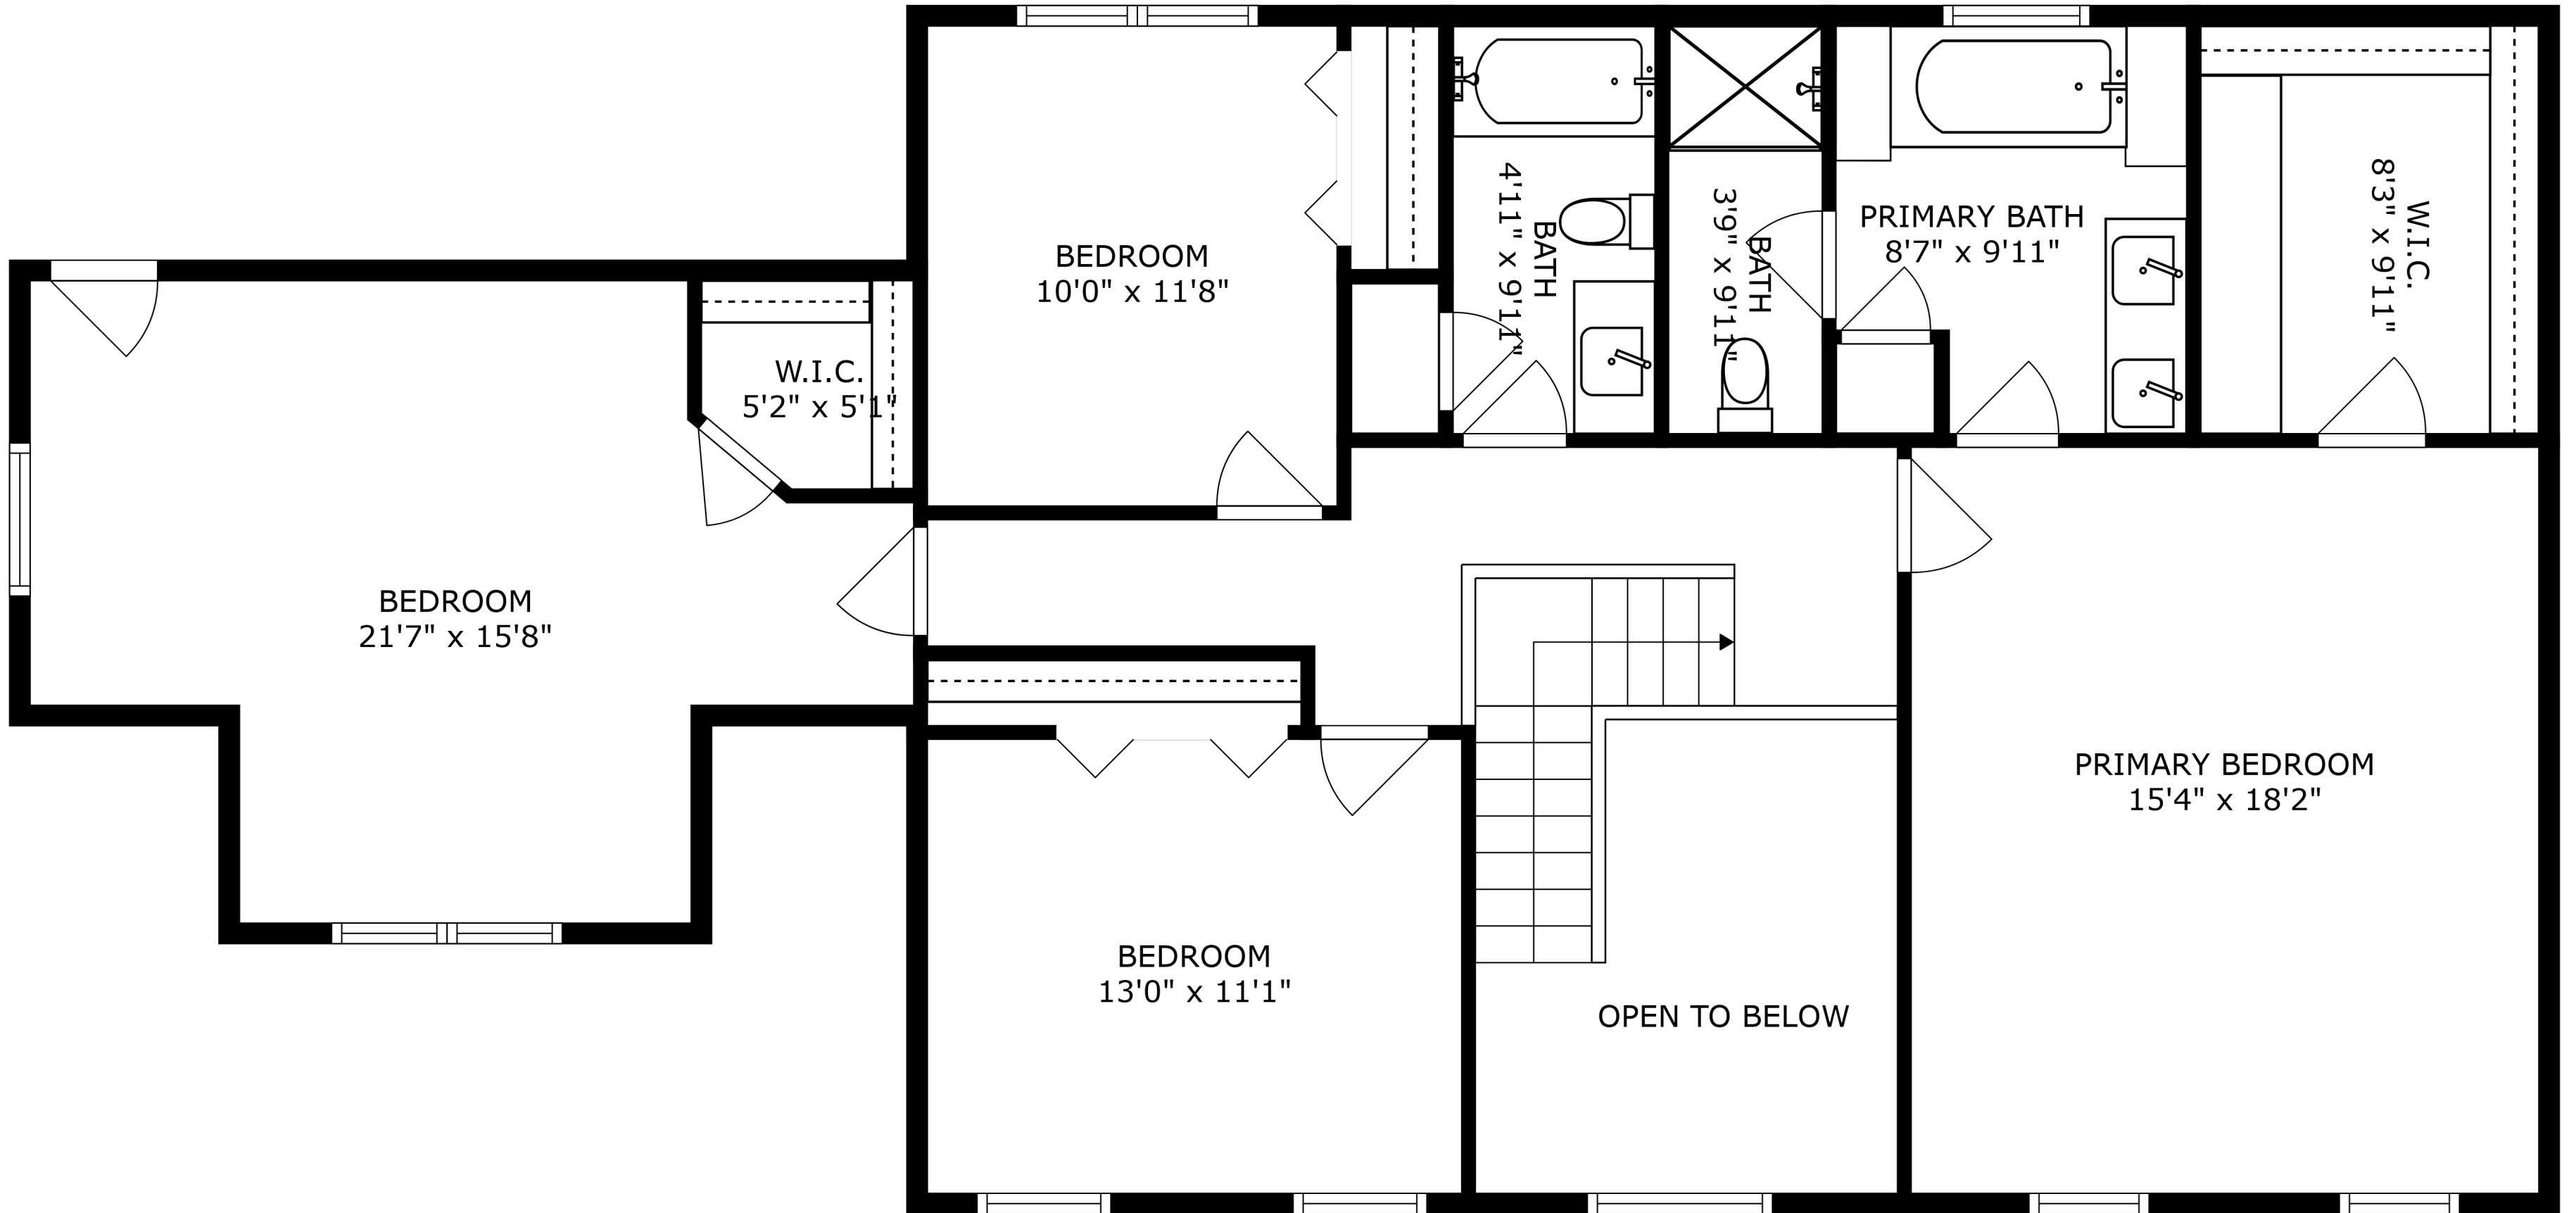 BEDROOM
10'0" x 11'8"
BATH
4'11" x 9'11"
BATH
3'9" x 9'11"
PRIMARY BATH
8'7" x 9'11"
W.I.C.
8'3" x 9'11"
W.I.C.
5'2" x 5'1"
BEDROOM
21'7" x 15'8"
PRIMARY BEDROOM
15'4" x 18'2"
BEDROOM
13'0" x 11'1"
OPEN TO BELOW